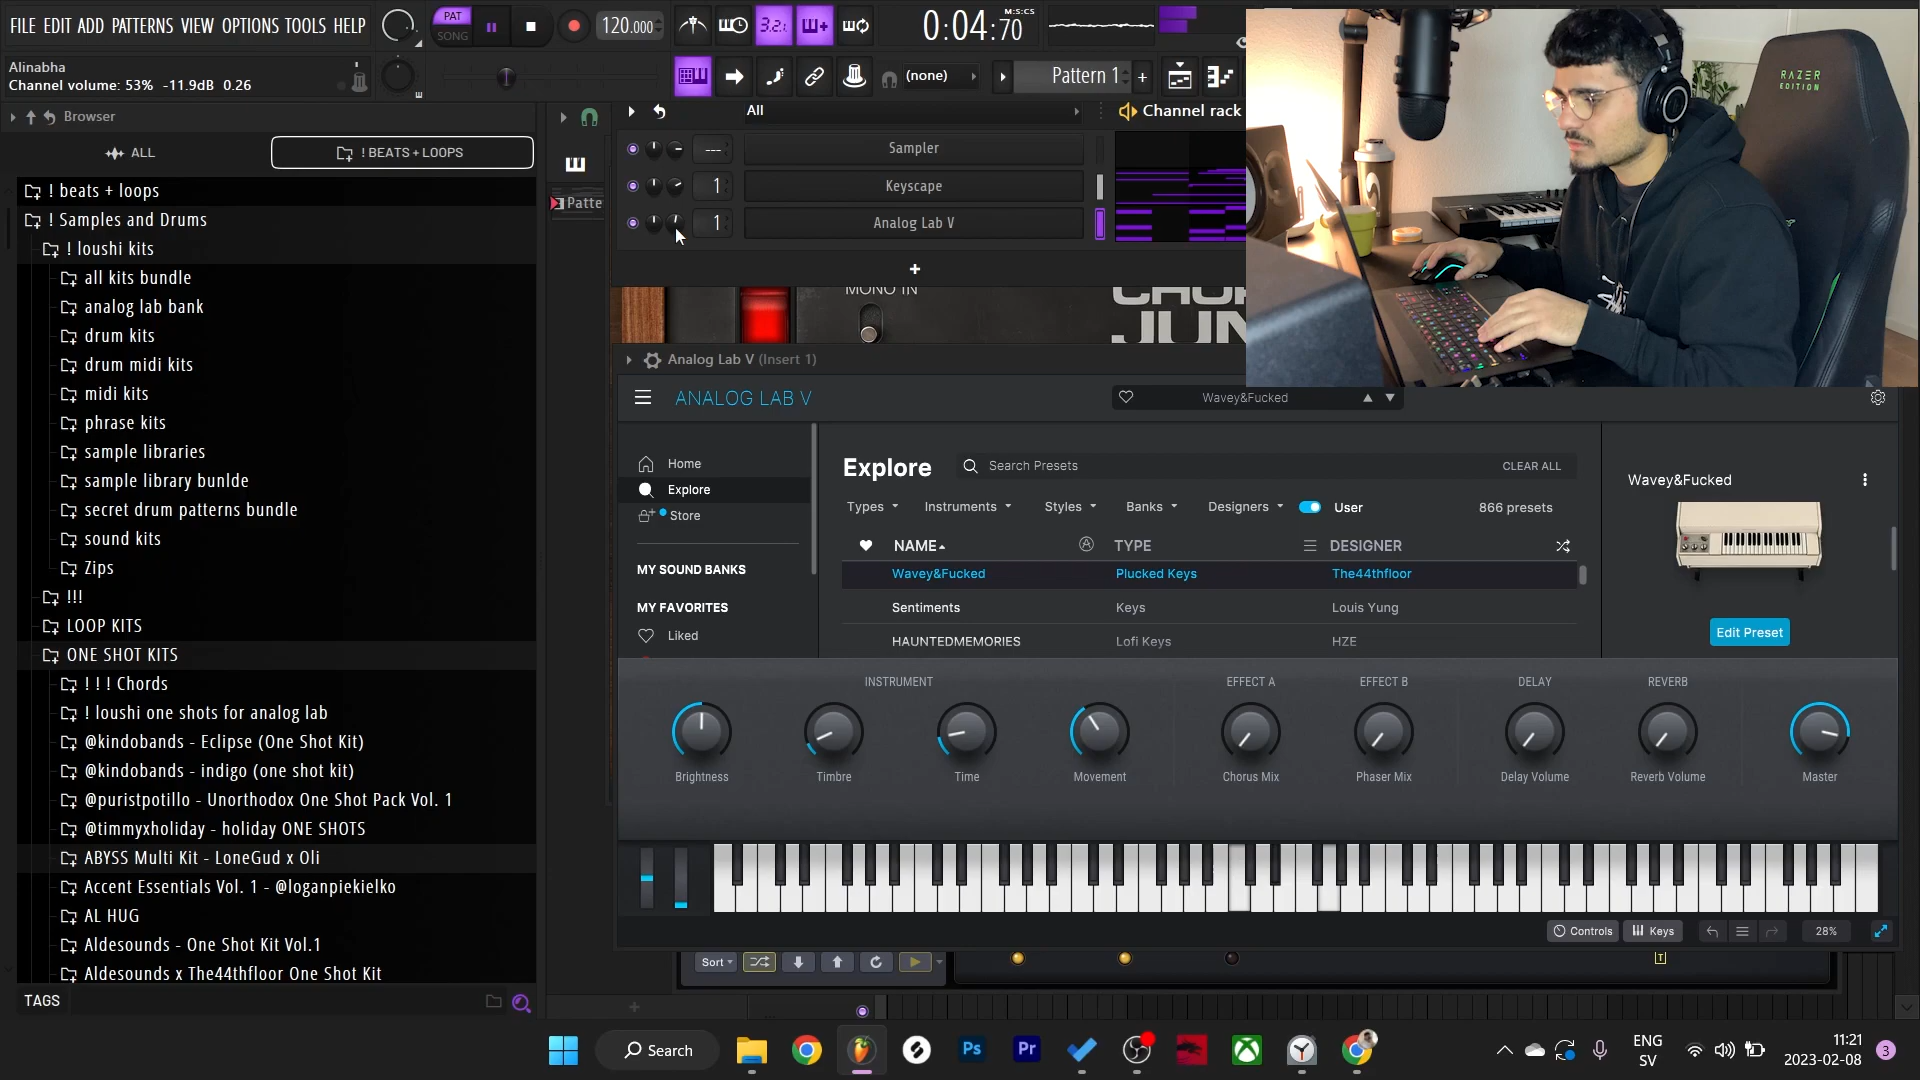 FILE EDIT ADD PATTERNS VIEW OPTIONS TOOLS HELP
PAT
SONG
120.000
3.2.1
0:04:70
M:S:CS
Alinabha
Channel volume: 53% -11.9dB 0.26
(none)
Pattern 1
+
Browser
ALL
! BEATS + LOOPS
! beats + loops
! Samples and Drums
! loushi kits
all kits bundle
analog lab bank
drum kits
drum midi kits
midi kits
phrase kits
sample libraries
sample library bunlde
secret drum patterns bundle
sound kits
Zips
!!!
LOOP KITS
ONE SHOT KITS
! ! ! Chords
! loushi one shots for analog lab
@kindobands - Eclipse (One Shot Kit)
@kindobands - indigo (one shot kit)
@puristpotillo - Unorthodox One Shot Pack Vol. 1
@timmyxholiday - holiday ONE SHOTS
ABYSS Multi Kit - LoneGud x Oli
Accent Essentials Vol. 1 - @loganpiekielko
AL HUG
Aldesounds - One Shot Kit Vol.1
Aldesounds x The44thfloor One Shot Kit
TAGS
Patte
All
Channel rack
--- Sampler
1 Keyscape
1 Analog Lab V
+
MONO IN
RAZER
EDITION
Analog Lab V (Insert 1)
ANALOG LAB V
Wavey&Fucked
Home
Explore
Store
MY SOUND BANKS
MY FAVORITES
Liked
Explore
Search Presets
CLEAR ALL
Types
Instruments
Styles
Banks
Designers
User
866 presets
NAME
TYPE
DESIGNER
Wavey&Fucked Plucked Keys The44thfloor
Sentiments Keys Louis Yung
HAUNTEDMEMORIES Lofi Keys HZE
Wavey&Fucked
Edit Preset
INSTRUMENT
EFFECT A
EFFECT B
DELAY
REVERB
Brightness
Timbre
Time
Movement
Chorus Mix
Phaser Mix
Delay Volume
Reverb Volume
Master
Controls
Keys
28%
Sort
T
Search
Ps
Pr
ENG
SV
11:21
2023-02-08
3